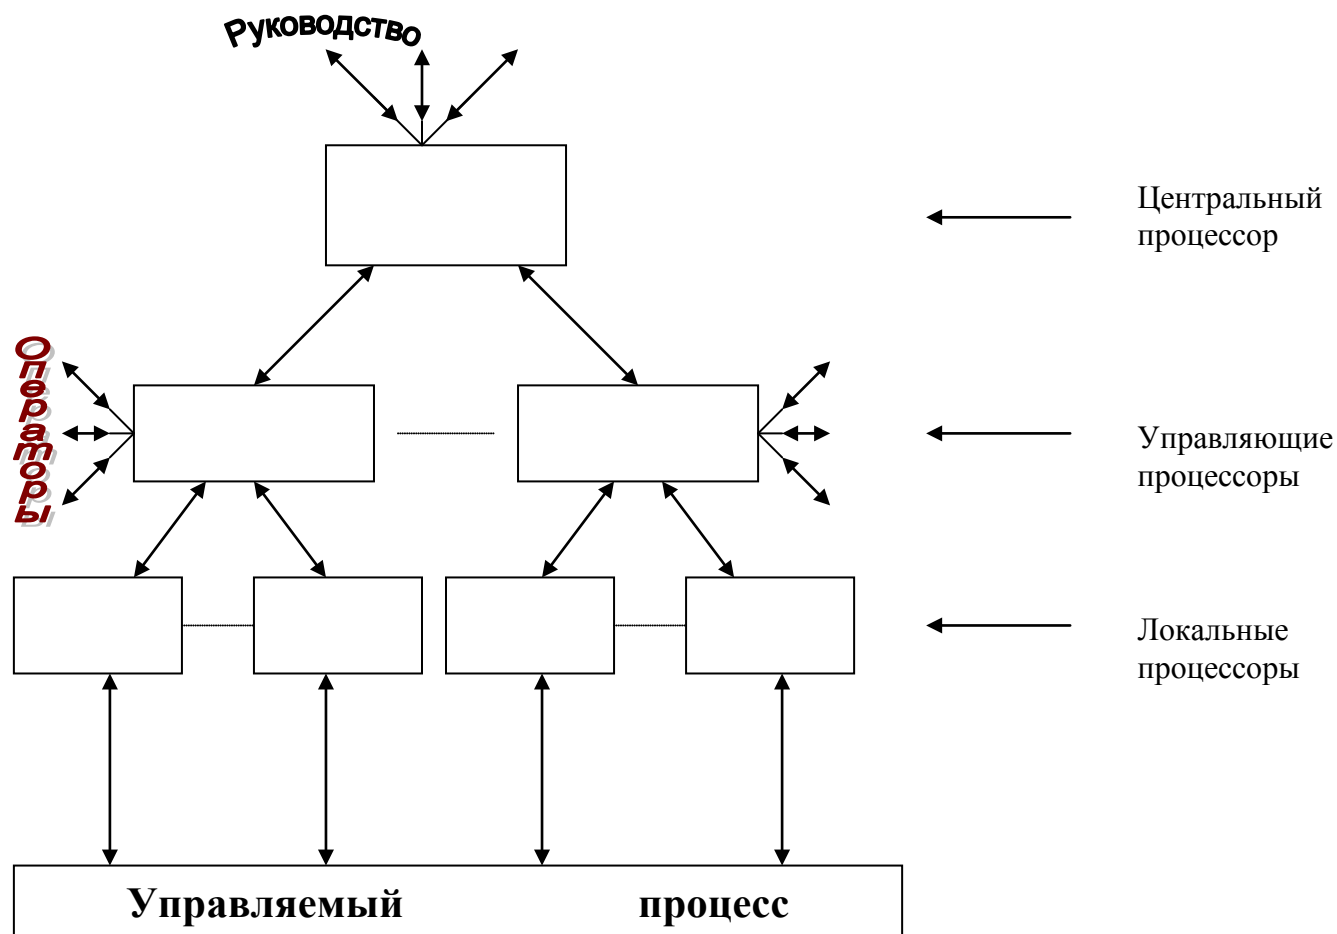 Руководство
Центральный
процессор
Операторы
Управляющие
процессоры
Локальные
процессоры
Управляемый процесс